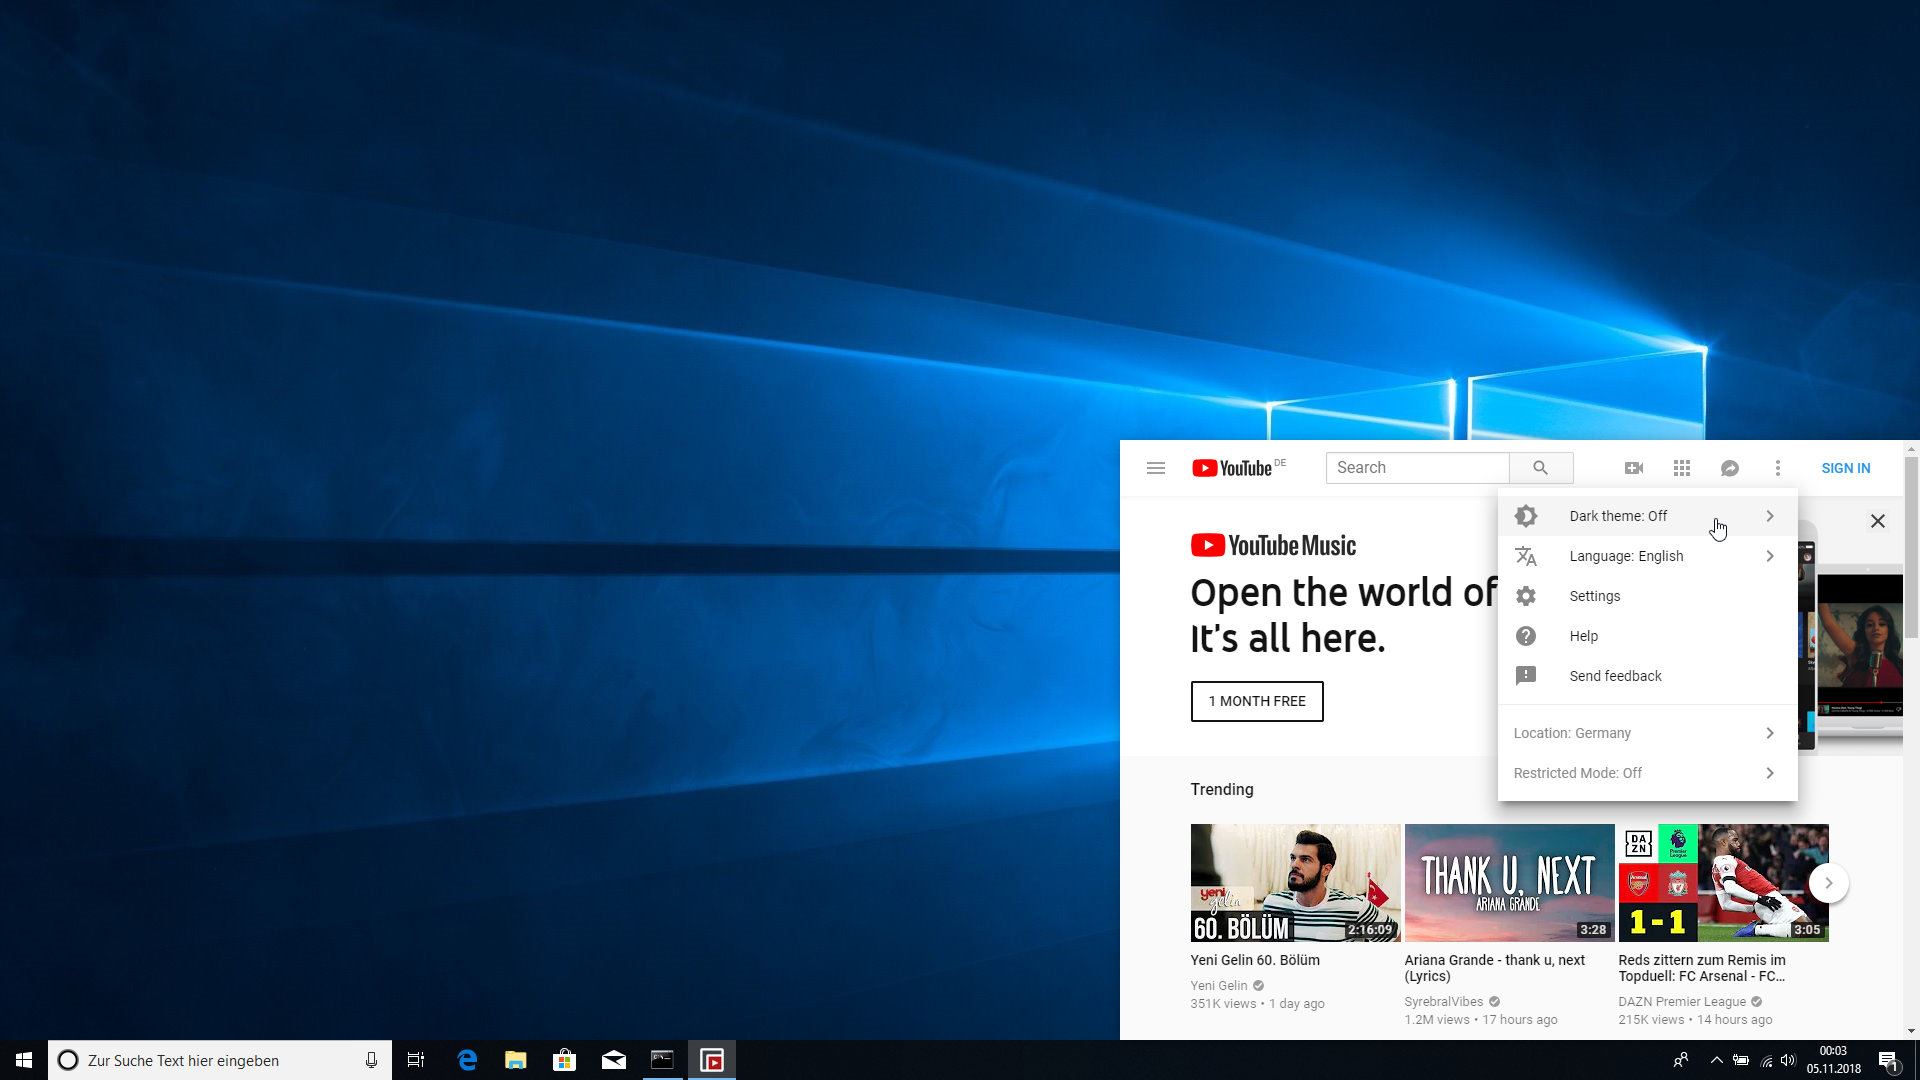 YouTube DE
Search
SIGN IN
Dark theme: Off
Language: English
Settings
Help
Send feedback
Location: Germany
Restricted Mode: Off
YouTube Music
Open the world of
It's all here.
1 MONTH FREE
Trending
yeni gelin
60. BÖLÜM
2:16:09
THANK U, NEXT
ARIANA GRANDE
3:28
DAZN
Premier League
Arsenal
1-1
3:05
Yeni Gelin 60. Bölüm
Yeni Gelin
351K views • 1 day ago
Ariana Grande - thank u, next
(Lyrics)
SyrebralVibes
1.2M views • 17 hours ago
Reds zittern zum Remis im
Topduell: FC Arsenal - FC...
DAZN Premier League
215K views • 14 hours ago
Zur Suche Text hier eingeben
00:03
05.11.2018
1